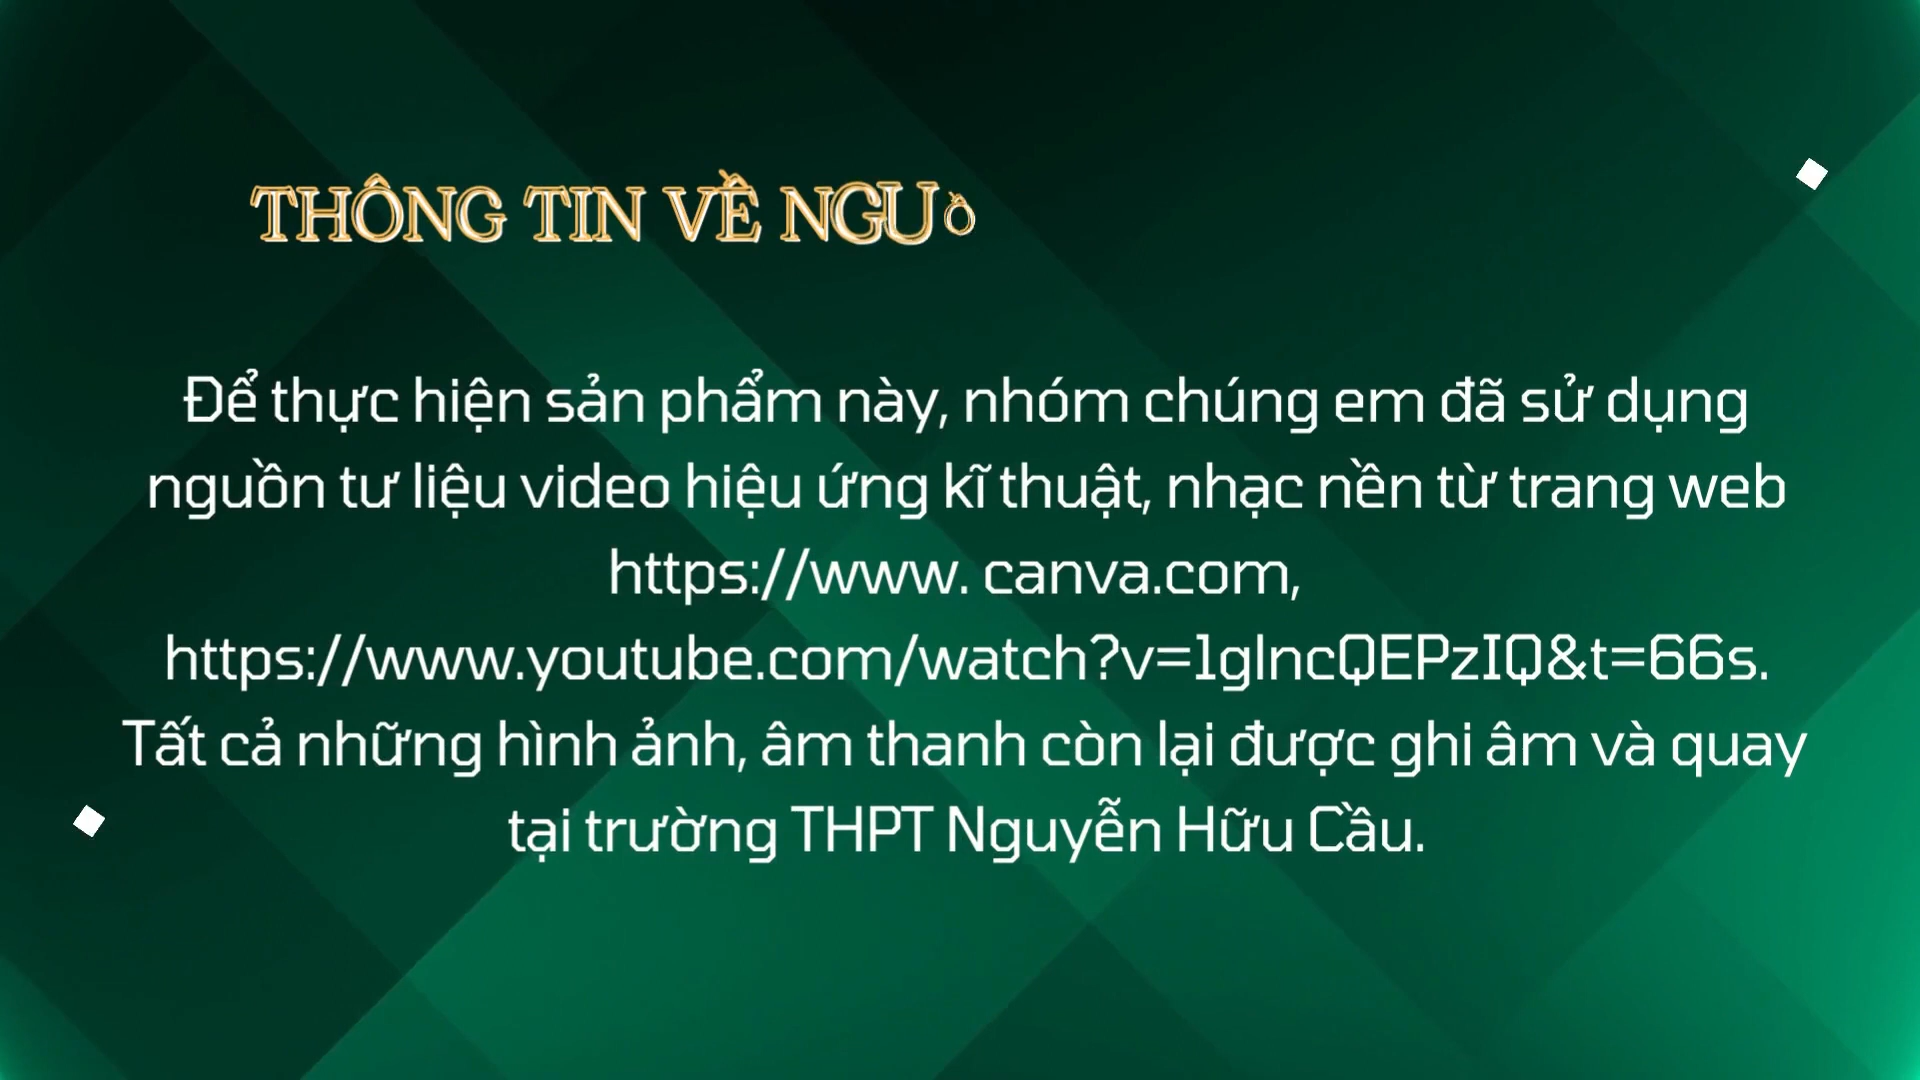 THÔNG TIN VỀ NGUỒ
Để thực hiện sản phẩm này, nhóm chúng em đã sử dụng
nguồn tư liệu video hiệu ứng kĩ thuật, nhạc nền từ trang web
https://www. canva.com,
https://www.youtube.com/watch?v=1glncQEPzIQ&t=66s.
Tất cả những hình ảnh, âm thanh còn lại được ghi âm và quay
tại trường THPT Nguyễn Hữu Cầu.